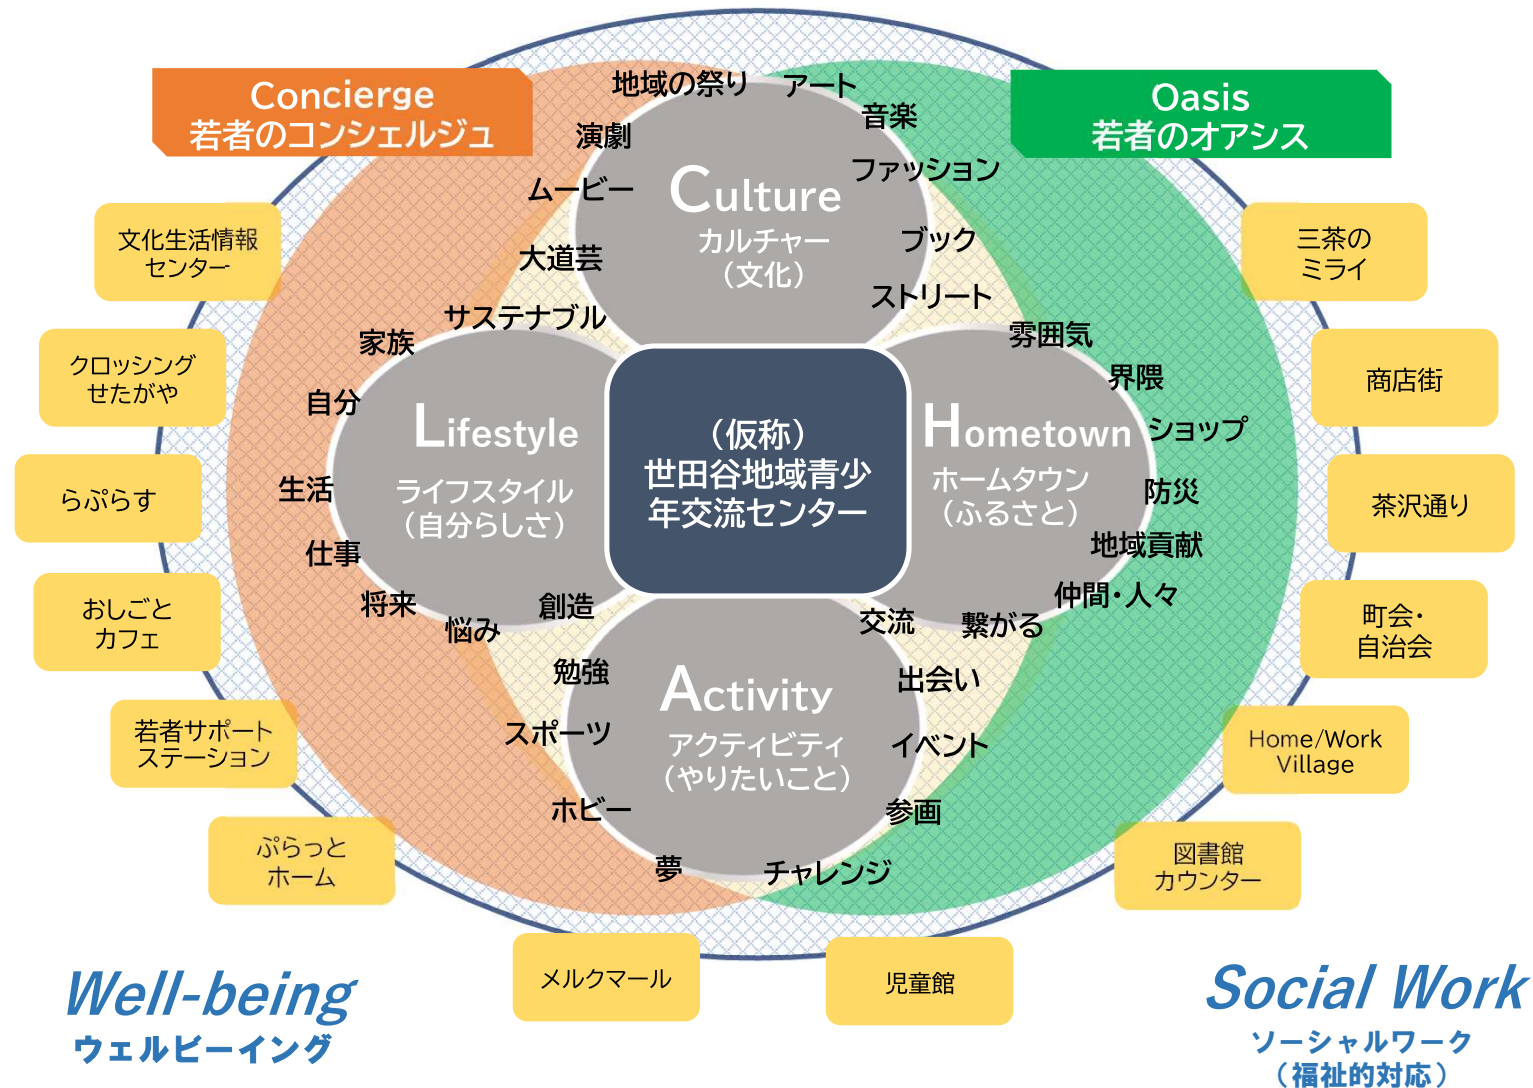 Concierge
若者のコンシェルジュ
Oasis
若者のオアシス
地域の祭り
アート
音楽
演劇
ファッション
ムービー
Culture
カルチャー
（文化）
ブック
大道芸
ストリート
サステナブル
家族
雰囲気
自分
界隈
Lifestyle
ライフスタイル
（自分らしさ）
（仮称）
世田谷地域青少
年交流センター
Hometown
ホームタウン
（ふるさと）
ショップ
生活
防災
仕事
地域貢献
将来
仲間・人々
悩み
創造
交流
繋がる
勉強
出会い
Activity
アクティビティ
（やりたいこと）
スポーツ
イベント
ホビー
参画
夢
チャレンジ
文化生活情報
センター
クロッシング
せたがや
らぷらす
おしごと
カフェ
若者サポート
ステーション
ぷらっと
ホーム
メルクマール
児童館
三茶の
ミライ
商店街
茶沢通り
町会・
自治会
Home/Work
Village
図書館
カウンター
Well-being
ウェルビーイング
Social Work
ソーシャルワーク
（福祉的対応）